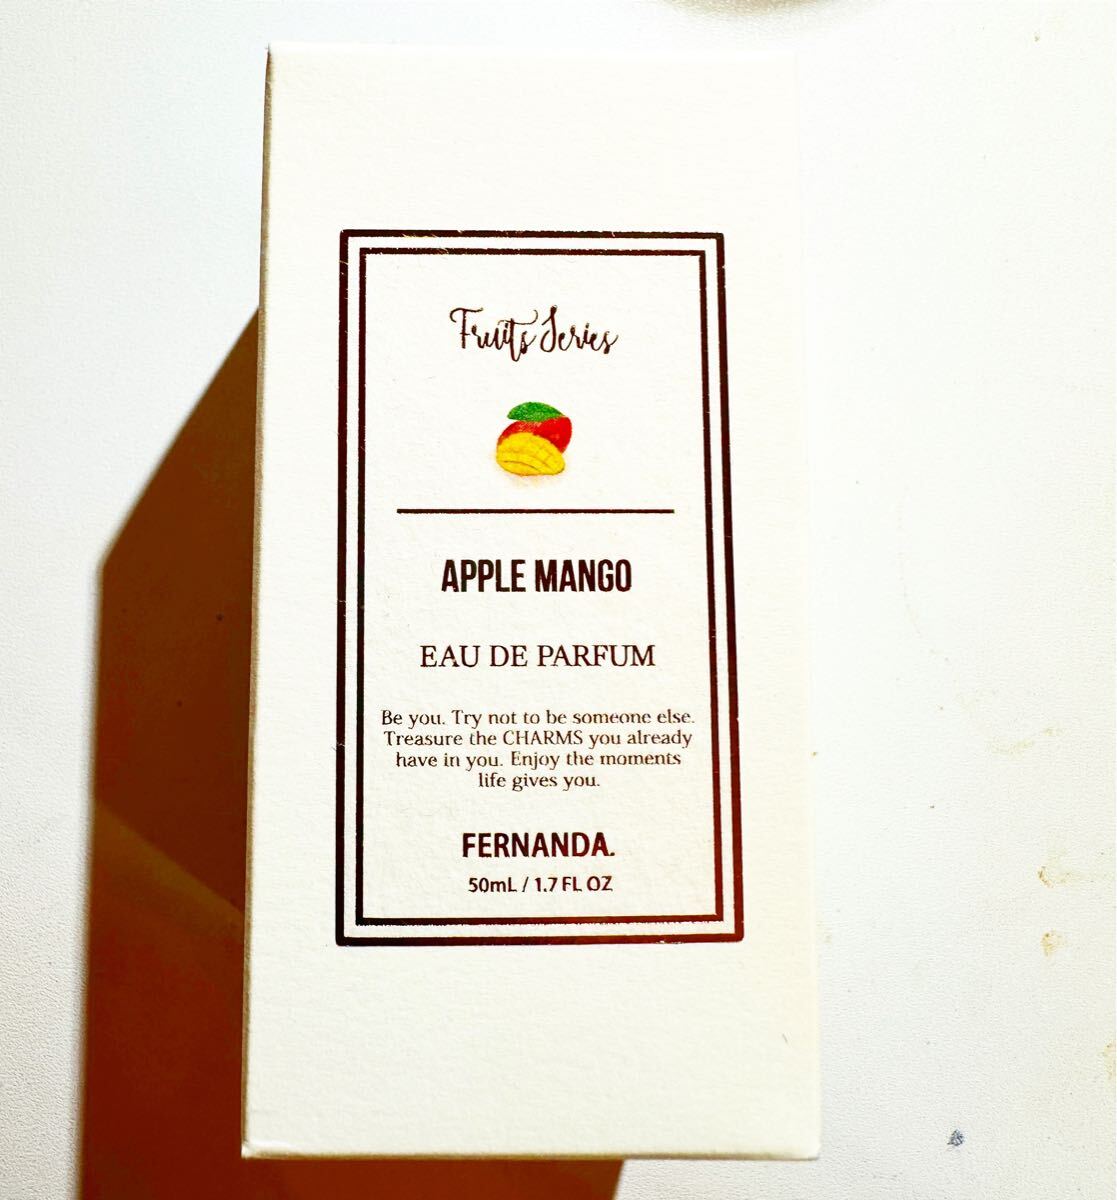 Fruits Series
APPLE MANGO
EAU DE PARFUM
Be you. Try not to be someone else.
Treasure the CHARMS you already
have in you. Enjoy the moments
life gives you.
FERNANDA.
50mL / 1.7 FL OZ